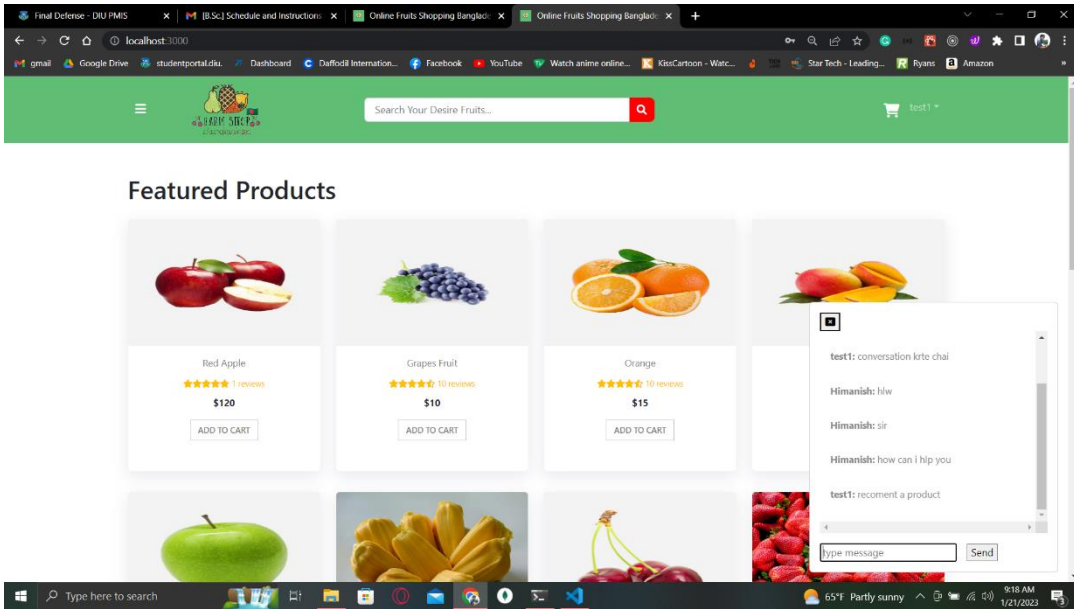 Final Defense - DIU PMIS
[B.Sc.] Schedule and Instructions
Online Fruits Shopping Banglade
Online Fruits Shopping Banglade
localhost:3000
gmail
Google Drive
studentportal.diu.
Dashboard
Daffodil Internation...
Facebook
YouTube
Watch anime online...
KissCartoon - Watc...
Star Tech - Leading...
Ryans
Amazon
Search Your Desire Fruits...
test1
Featured Products
Red Apple
1 reviews
$120
ADD TO CART
Grapes Fruit
10 reviews
$10
ADD TO CART
Orange
10 reviews
$15
ADD TO CART
test1: conversation krte chai
Himanish: hlw
Himanish: sir
Himanish: how can i hlp you
test1: recoment a product
type message
Send
Type here to search
65°F Partly sunny
9:18 AM
1/21/2023